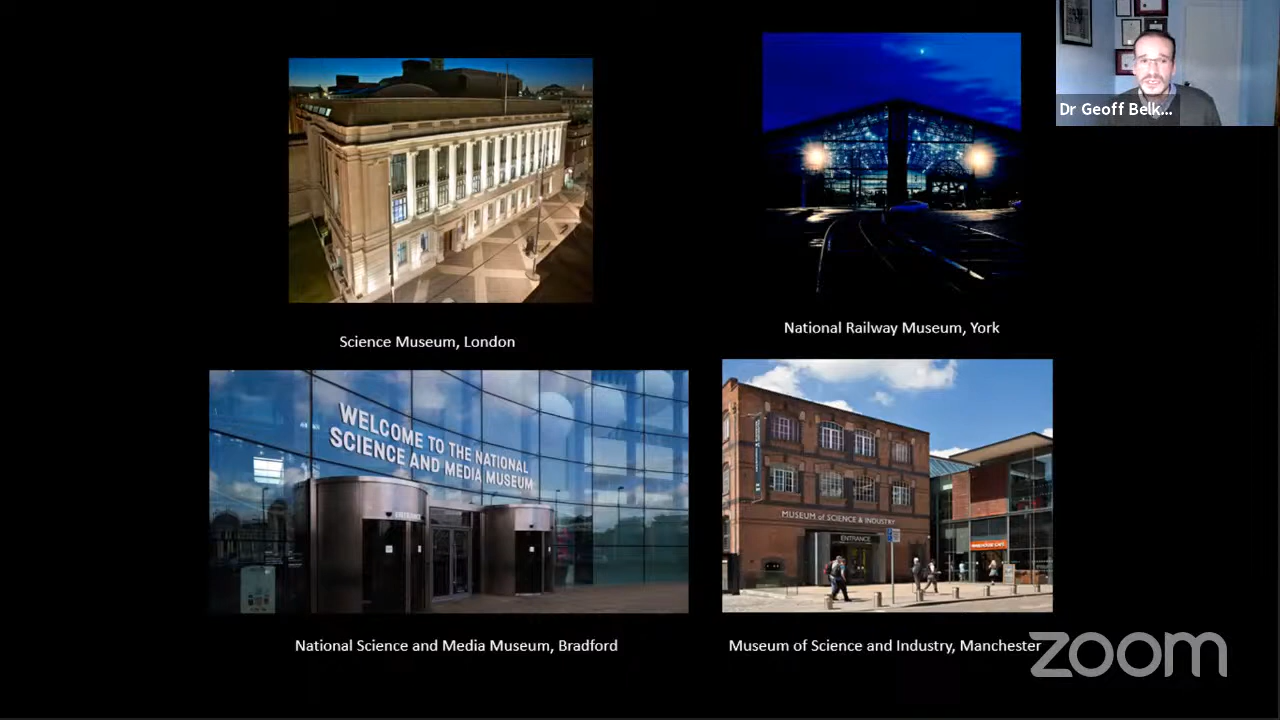 Dr Geoff Belk...
Science Museum, London
National Railway Museum, York
WELCOME TO THE NATIONAL
SCIENCE AND MEDIA MUSEUM
ENTRANCE
MUSEUM of SCIENCE & INDUSTRY
ENTRANCE
National Science and Media Museum, Bradford
Museum of Science and Industry, Manchester
zoom